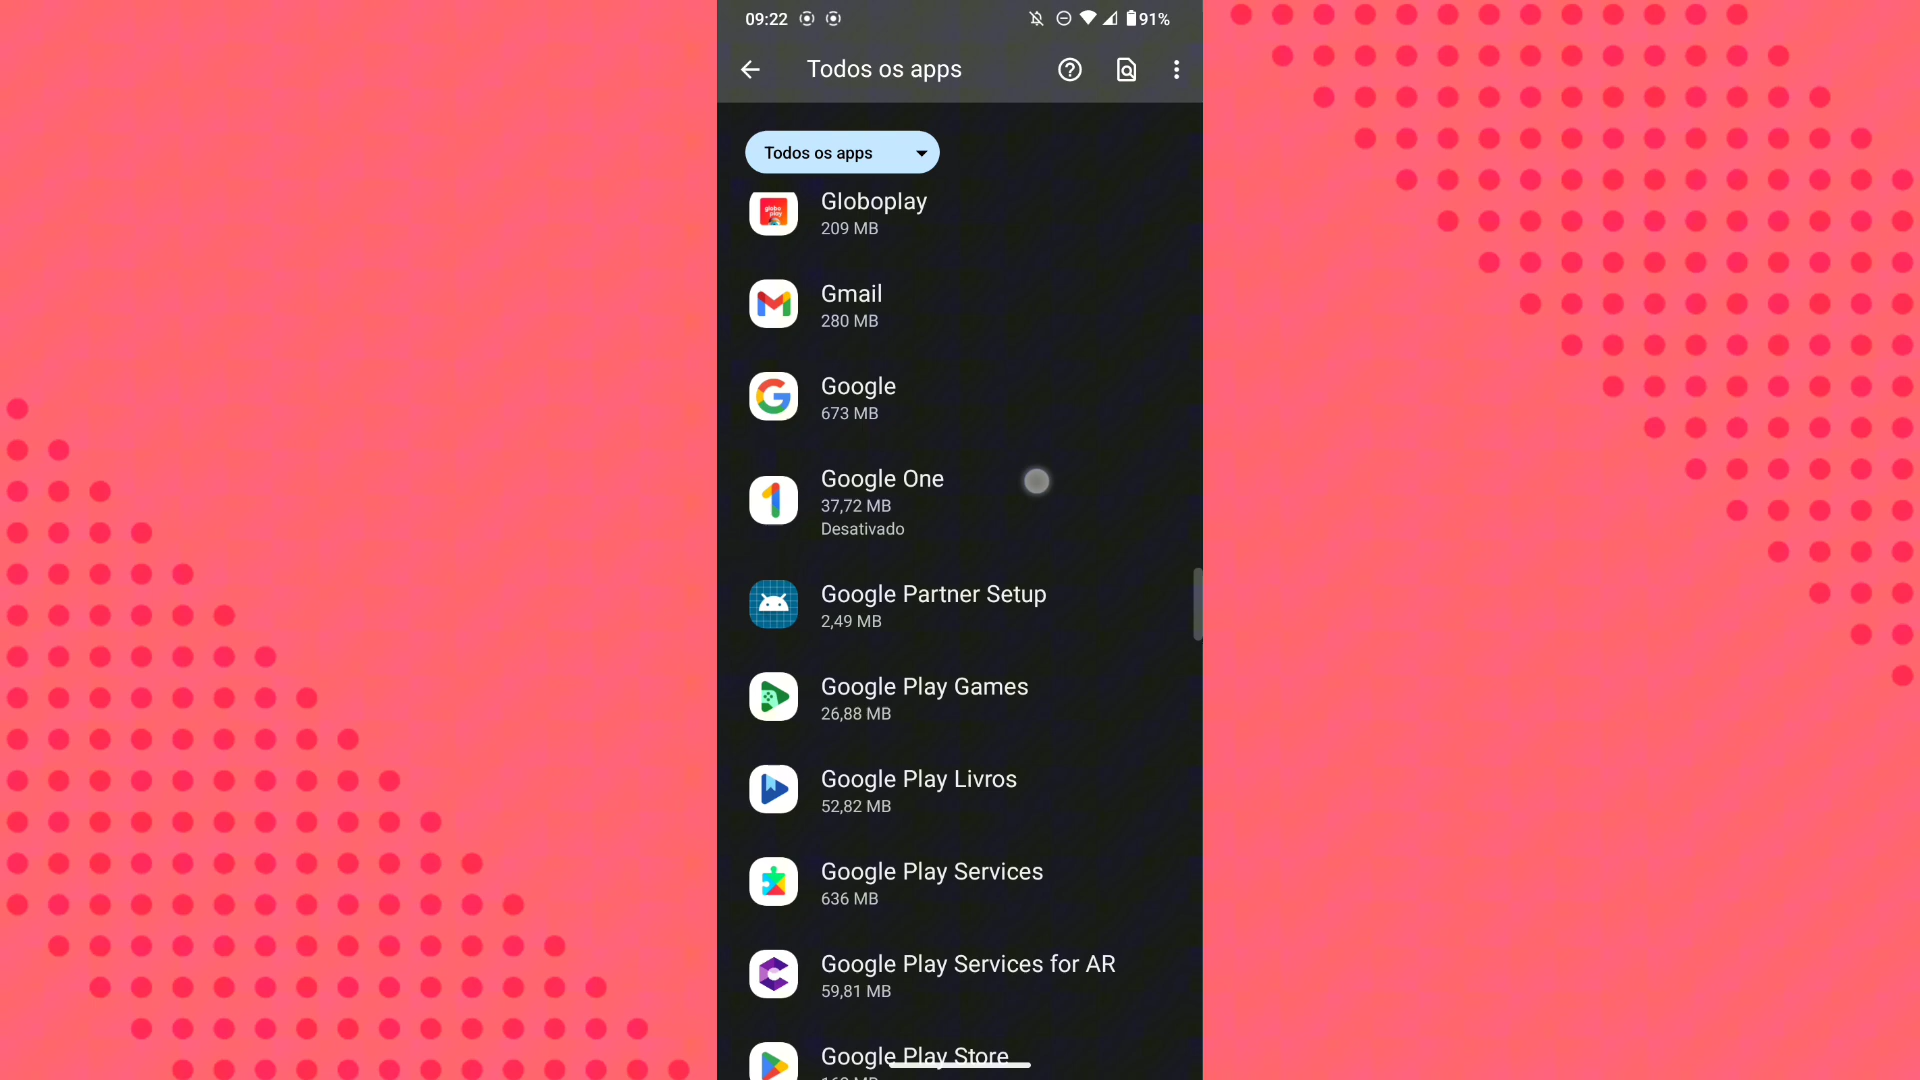 09:22
91%
Todos os apps
Todos os apps
globo
play
Globoplay
209 MB
Gmail
280 MB
Google
673 MB
Google One
37,72 MB
Desativado
Google Partner Setup
2,49 MB
Google Play Games
26,88 MB
Google Play Livros
52,82 MB
Google Play Services
636 MB
Google Play Services for AR
59,81 MB
Google Play Store